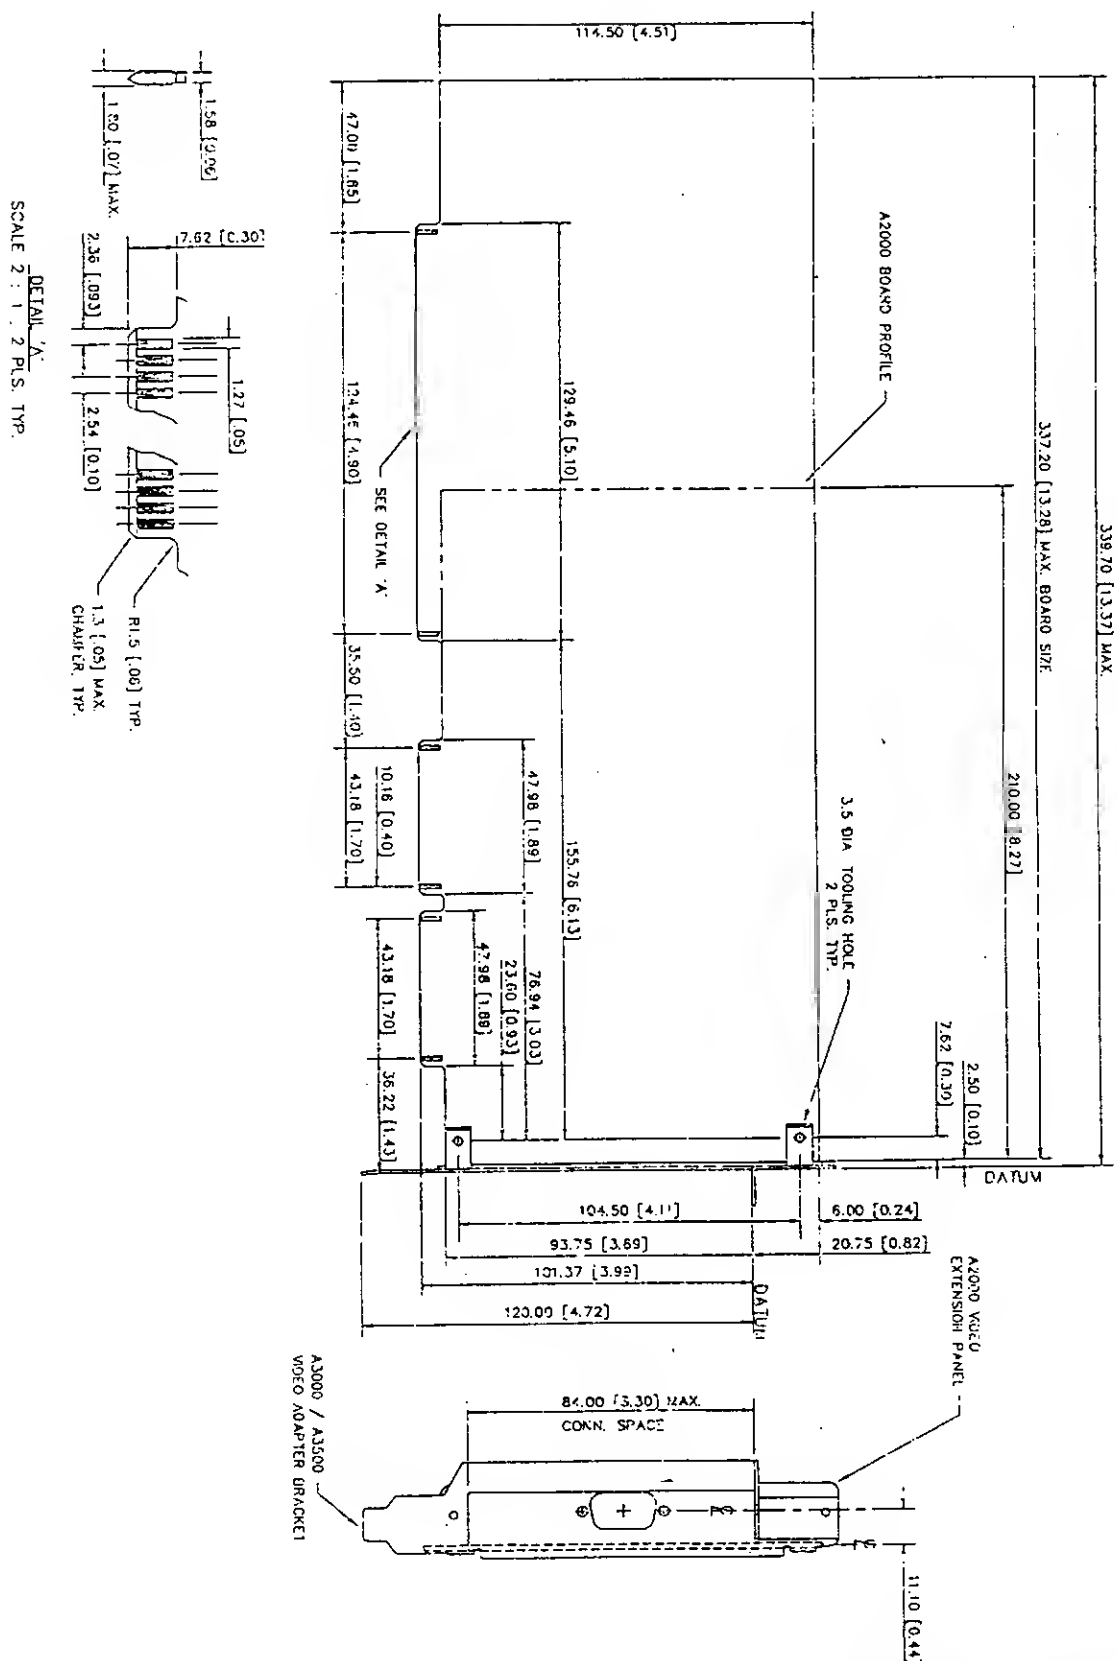 339.70 [13.37] MAX.
337.20 [13.28] MAX. BOARD SIZE
210.00 [8.27]
2.50 [0.10]
7.62 [0.30]
DATUM
114.50 [4.51]
A2000 BOARD PROFILE
3.5 DIA TOOLING HOLE
2 PLS. TYP.
6.00 [0.24]
20.75 [0.82]
104.50 [4.11]
93.75 [3.69]
101.37 [3.99]
120.00 [4.72]
DATUM
129.46 [5.10]
155.76 [6.13]
47.98 [1.89]
76.94 [3.03]
23.60 [0.93]
47.98 [1.89]
SEE DETAIL 'A'
47.00 [1.85]
124.46 [4.90]
35.50 [1.40]
43.18 [1.70]
10.16 [0.40]
43.18 [1.70]
36.22 [1.43]
A2000 VIDEO
EXTENSION PANEL
84.00 [3.30] MAX.
CONN. SPACE
11.10 [0.44]
A3000 / A3500
VIDEO ADAPTER BRACKET
1.58 [0.06]
1.80 [.07] MAX.
7.62 [0.30]
1.27 [.05]
2.36 [.093]
2.54 [0.10]
R1.5 [.06] TYP.
1.3 [.05] MAX.
CHAMFER, TYP.
DETAIL 'A'
SCALE 2 : 1 . 2 PLS. TYP.